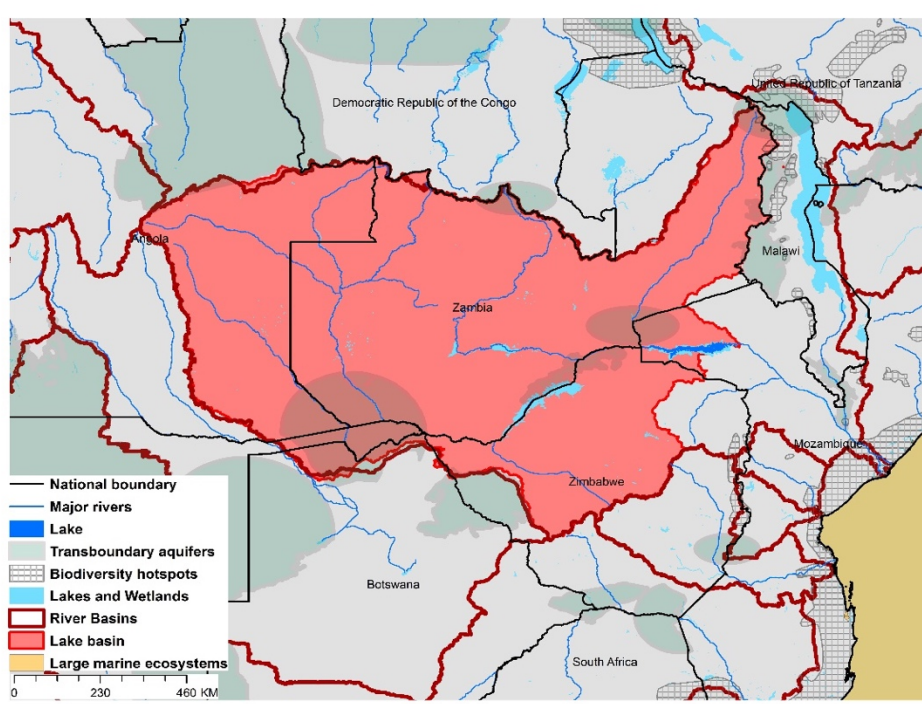 United Republic of Tanzania
Democratic Republic of the Congo
Angola
Malawi
Zambia
Mozambique
Zimbabwe
Botswana
South Africa
National boundary
Major rivers
Lake
Transboundary aquifers
Biodiversity hotspots
Lakes and Wetlands
River Basins
Lake basin
Large marine ecosystems
0 230 460 KM